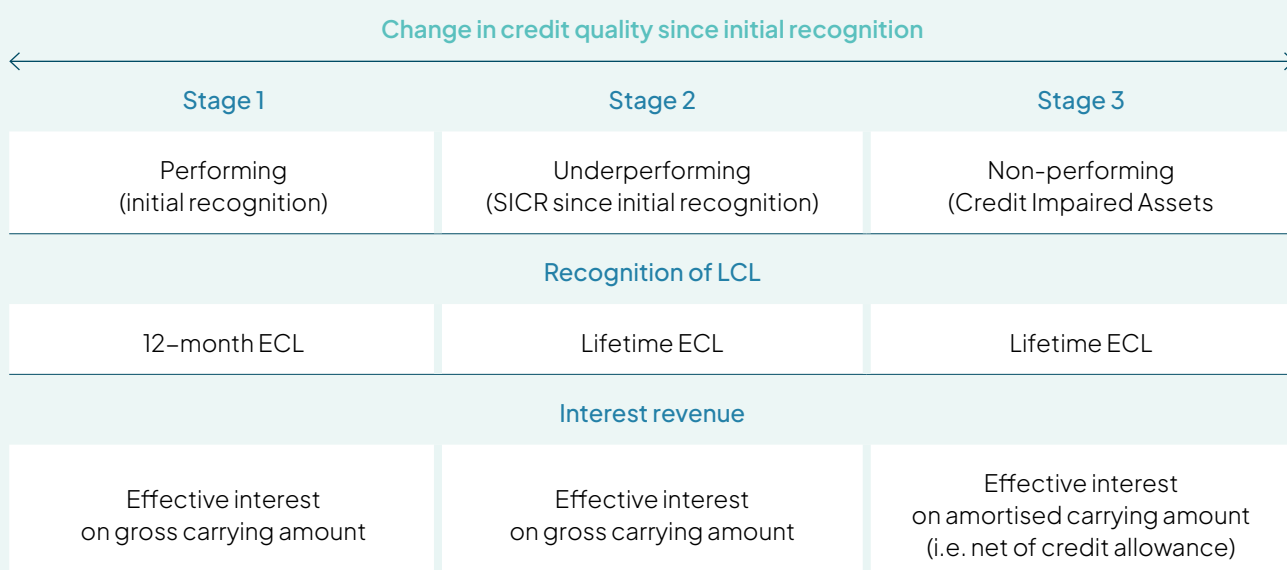 Change in credit quality since initial recognition
Stage 1
Stage 2
Stage 3
Performing
(initial recognition)
Underperforming
(SICR since initial recognition)
Non-performing
(Credit Impaired Assets
Recognition of LCL
12–month ECL
Lifetime ECL
Lifetime ECL
Interest revenue
Effective interest
on gross carrying amount
Effective interest
on gross carrying amount
Effective interest
on amortised carrying amount
(i.e. net of credit allowance)